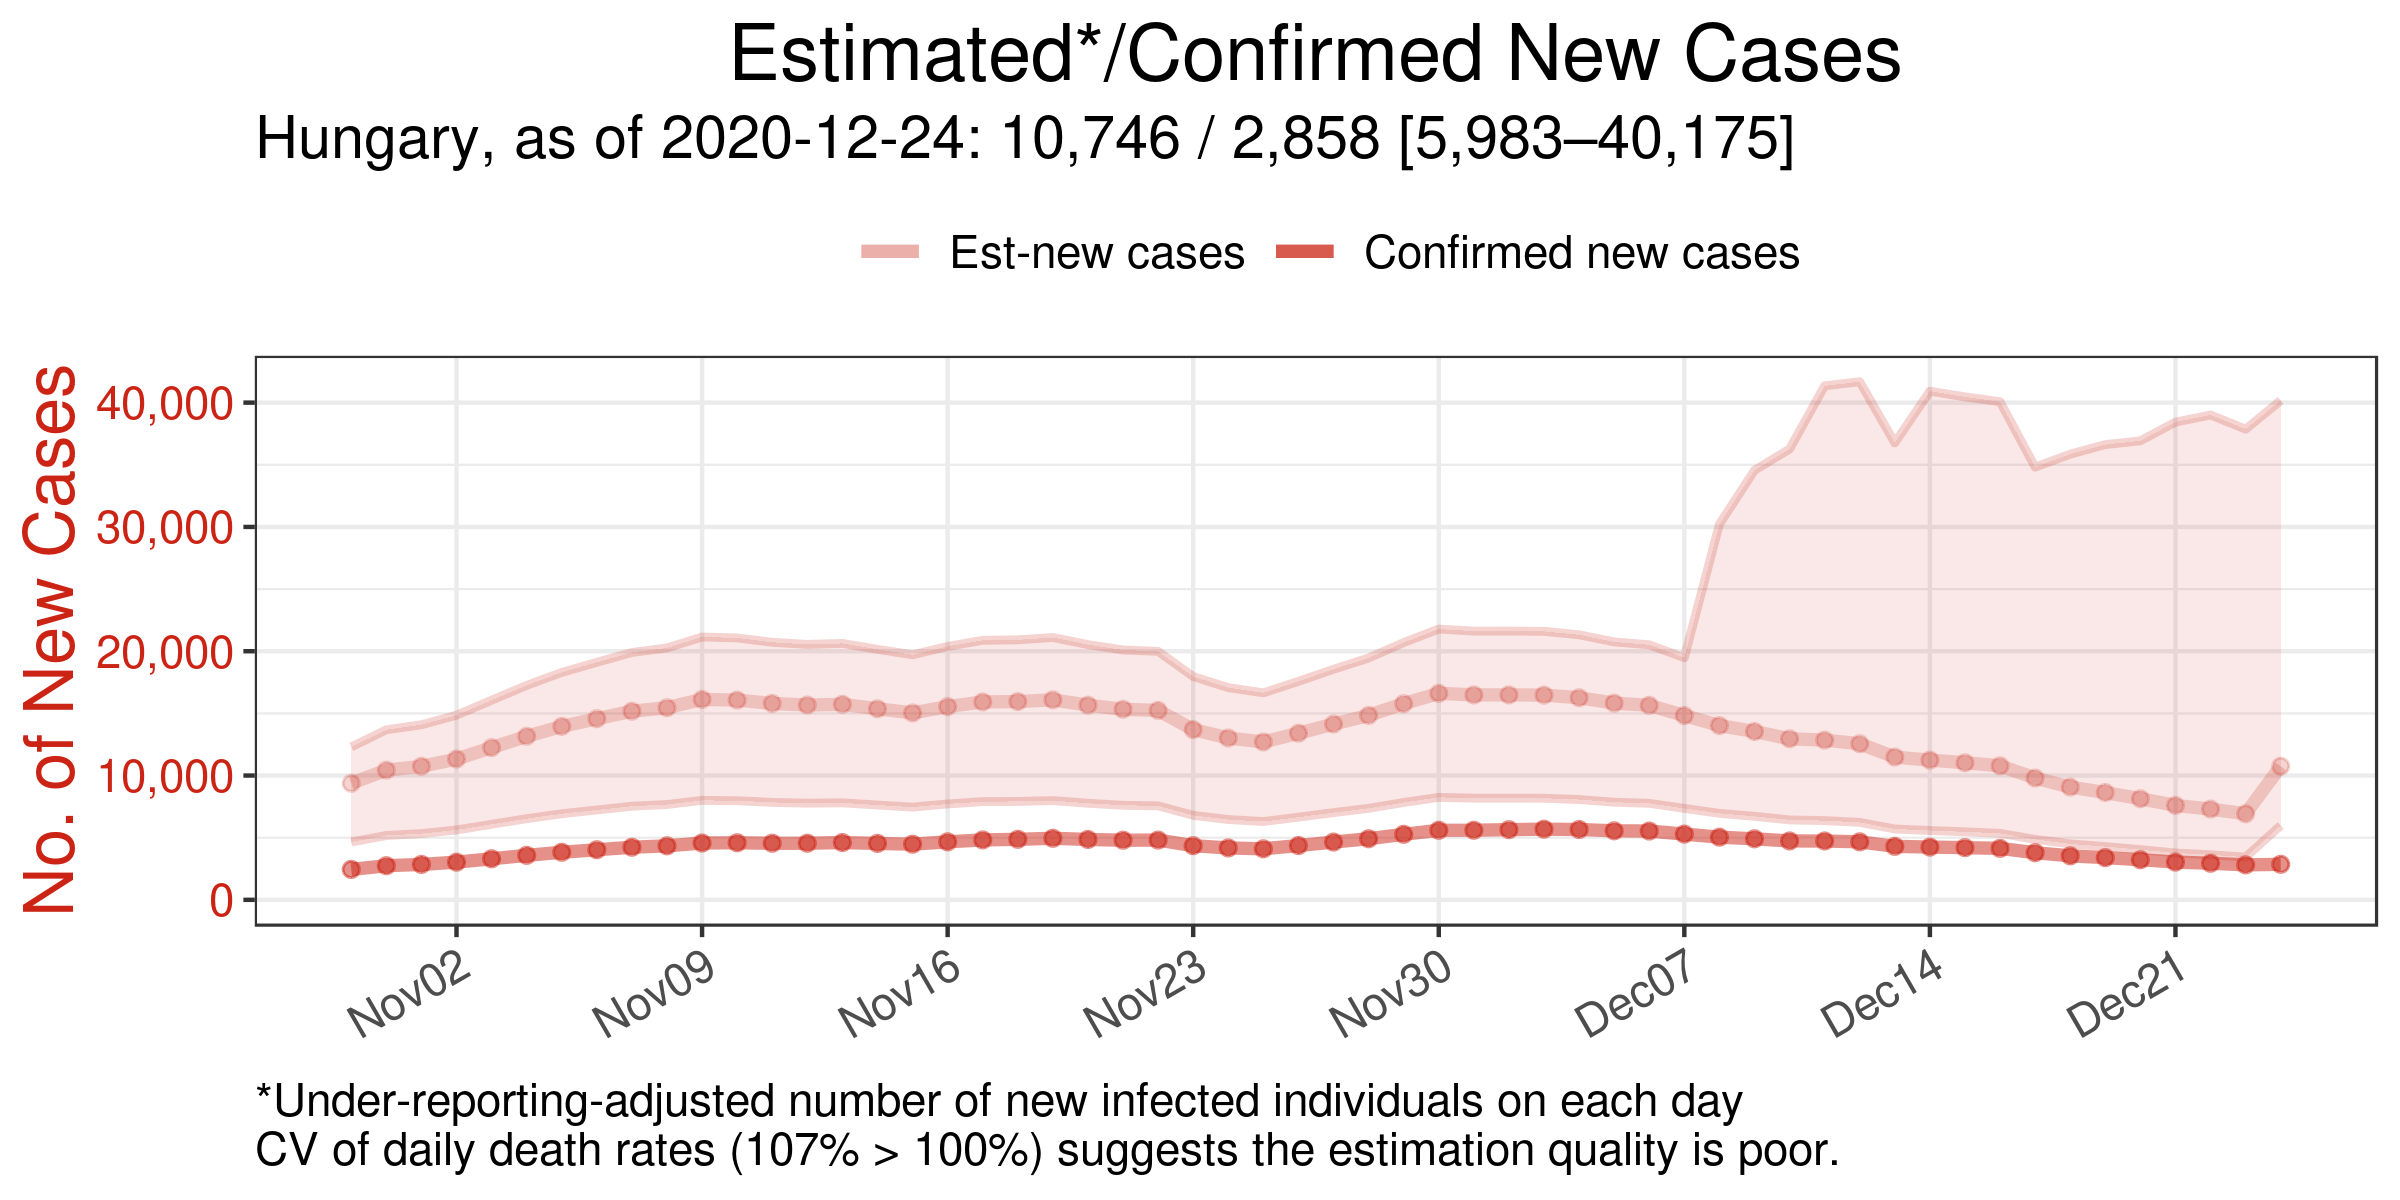 Estimated*/Confirmed New Cases
Hungary, as of 2020-12-24: 10,746 / 2,858 [5,983–40,175]
Est-new cases
Confirmed new cases
No. of New Cases
40,000
30,000
20,000
10,000
0
Nov02
Nov09
Nov16
Nov23
Nov30
Dec07
Dec14
Dec21
*Under-reporting-adjusted number of new infected individuals on each day
CV of daily death rates (107% > 100%) suggests the estimation quality is poor.